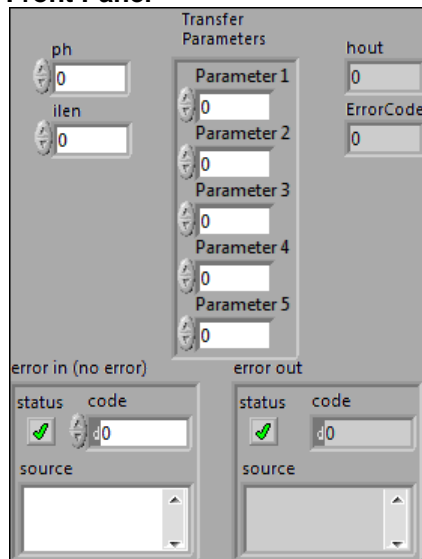 Front Panel
Transfer
Parameters
ph
0
ilen
0
Parameter 1
0
Parameter 2
0
Parameter 3
0
Parameter 4
0
Parameter 5
0
hout
0
ErrorCode
0
error in (no error)
status code
d0
source
error out
status code
d0
source